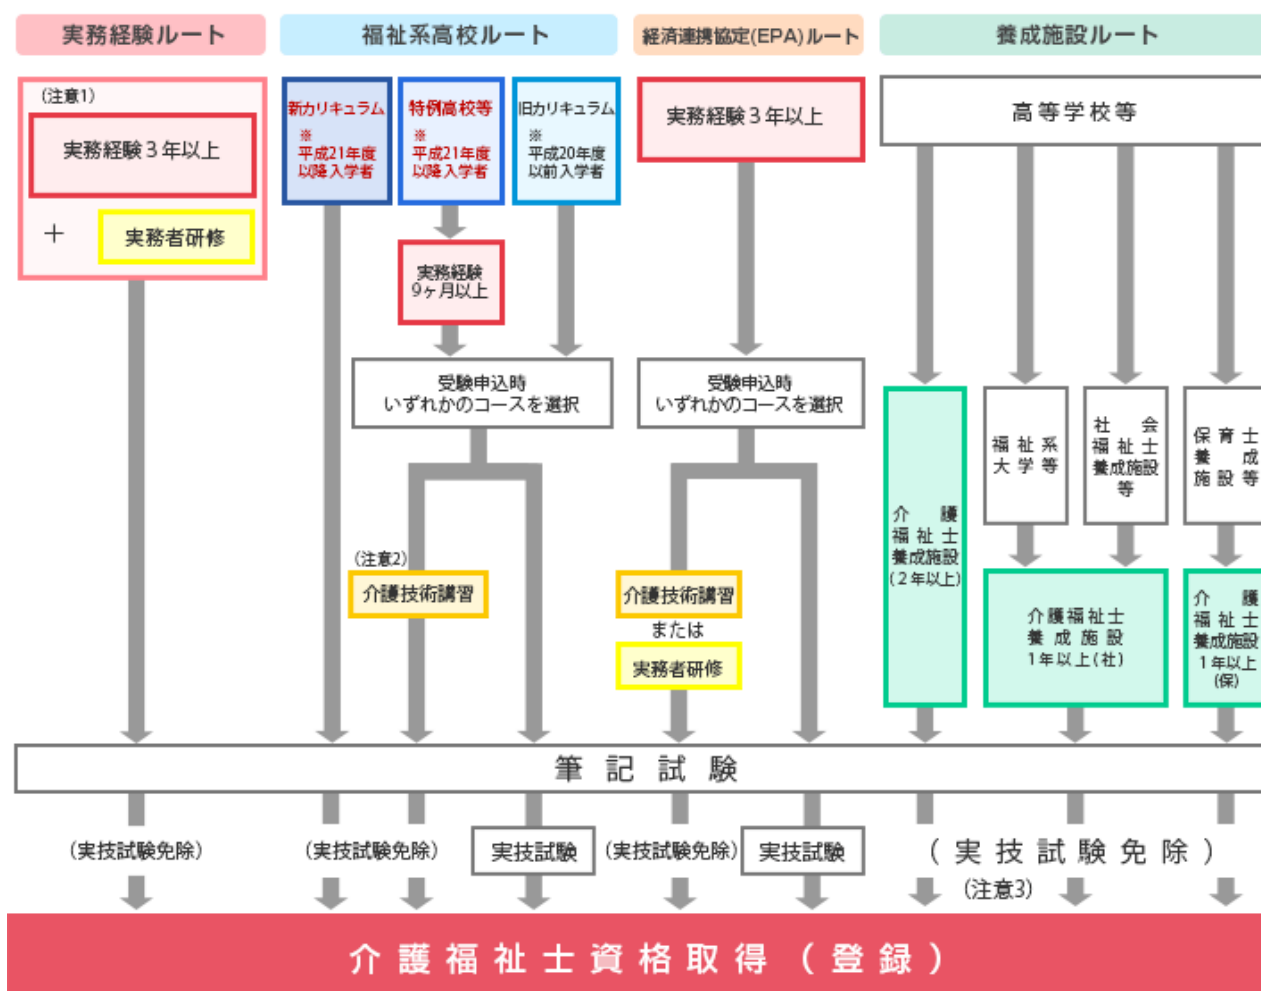 実務経験ルート
福祉系高校ルート
経済連携協定(EPA)ルート
養成施設ルート
(注意1)
実務経験３年以上
＋
実務者研修
新カリキュラム
※
平成21年度
以降入学者
特例高校等
※
平成21年度
以降入学者
旧カリキュラム
※
平成20年度
以前入学者
実務経験
9ヶ月以上
受験申込時
いずれかのコースを選択
(注意2)
介護技術講習
実務経験３年以上
受験申込時
いずれかのコースを選択
介護技術講習
または
実務者研修
高等学校等
介護
福祉士
養成施設
(２年以上)
福祉系
大学等
社会
福祉士
養成施設
等
保育士
養成
施設等
介護福祉士
養成施設
1年以上(社)
介護
福祉士
養成施設
1年以上
(保)
筆記試験
(実技試験免除)
(実技試験免除)
実技試験
(実技試験免除)
実技試験
(実技試験免除)
(注意3)
介護福祉士資格取得(登録)